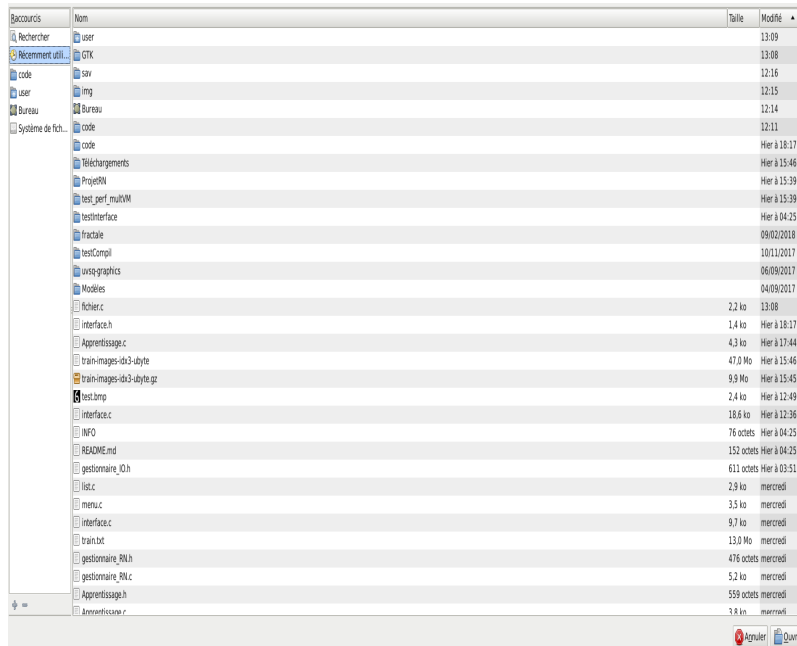 Raccourcis
Nom Taille Modifié
Rechercher
Récemment utili...
code
user
Bureau
Système de fich...
user 13:09
GTK 13:08
sav 12:16
img 12:15
Bureau 12:14
code 12:11
code Hier à 18:17
Téléchargements Hier à 15:46
ProjetRN Hier à 15:39
test_perf_multVM Hier à 15:39
testInterface Hier à 04:25
fractale 09/02/2018
testCompil 10/11/2017
uvsq-graphics 06/09/2017
Modèles 04/09/2017
fichier.c 2,2 ko 13:08
interface.h 1,4 ko Hier à 18:17
Apprentissage.c 4,3 ko Hier à 17:44
train-images-idx3-ubyte 47,0 Mo Hier à 15:46
train-images-idx3-ubyte.gz 9,9 Mo Hier à 15:45
test.bmp 2,4 ko Hier à 12:49
interface.c 18,6 ko Hier à 12:36
INFO 76 octets Hier à 04:25
README.md 152 octets Hier à 04:25
gestionnaire_IO.h 611 octets Hier à 03:51
list.c 2,9 ko mercredi
menu.c 3,5 ko mercredi
interface.c 9,7 ko mercredi
train.txt 13,0 Mo mercredi
gestionnaire_RN.h 476 octets mercredi
gestionnaire_RN.c 5,2 ko mercredi
Apprentissage.h 559 octets mercredi
Apprentissage.c 3,8 ko mercredi
Annuler Ouvr